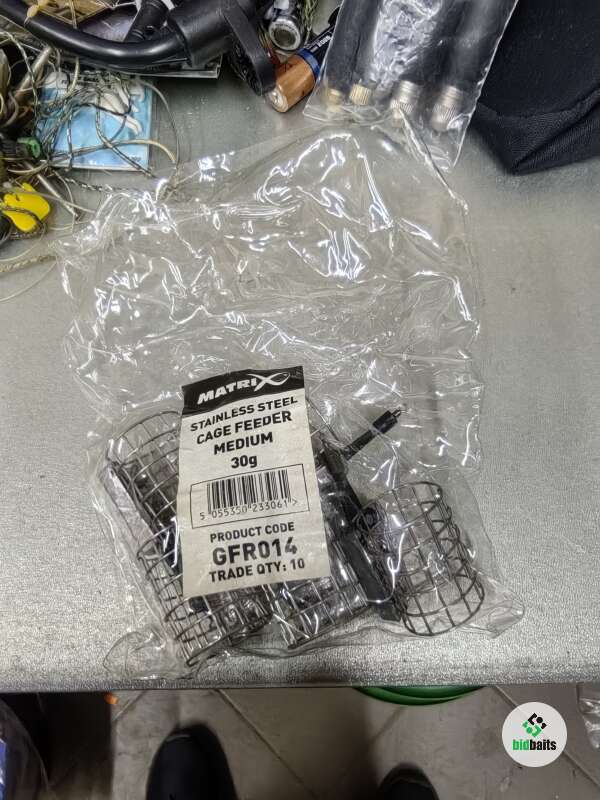 MATRIX
STAINLESS STEEL
CAGE FEEDER
MEDIUM
30g
5 055350 233061 >
PRODUCT CODE
GFR014
TRADE QTY: 10
bidbaits